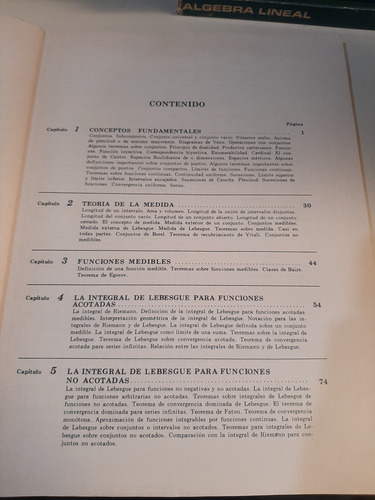 ALGEBRA LINEAL
CONTENIDO
Página
Capítulo 1 CONCEPTOS FUNDAMENTALES 1
Conjuntos. Subconjuntos. Conjunto universal y conjunto vacío. Números reales. Axioma
de plenitud o de mínimo mayorante. Diagramas de Venn. Operaciones con conjuntos.
Algunos teoremas sobre conjuntos. Principio de dualidad. Productos cartesianos. Funcio-
nes. Función inyectiva. Correspondencia biyectiva. Enumerabilidad. Cardinal. El con-
junto de Cantor. Espacios Euclídeanos de n dimensiones. Espacios métricos. Algunas
definiciones importantes sobre conjuntos de puntos. Algunos teoremas importantes sobre
conjuntos de puntos. Conjuntos compactos. Límites de funciones. Funciones continuas.
Teoremas sobre funciones continuas. Continuidad uniforme. Sucesiones. Límite superior
y límite inferior. Intervalos encajados. Sucesiones de Cauchy. Plenitud. Sucesiones de
funciones. Convergencia uniforme. Series.
Capítulo 2 TEORIA DE LA MEDIDA 30
Longitud de un intervalo. Area y volumen. Longitud de la unión de intervalos disjuntos.
Longitud del conjunto vacío. Longitud de un conjunto abierto. Longitud de un conjunto
cerrado. El concepto de medida. Medida exterior de un conjunto. Conjuntos medibles.
Medida externa de Lebesgue. Medida de Lebesgue. Teoremas sobre medida. Casi en
todas partes. Conjuntos de Borel. Teorema de recubrimiento de Vitali. Conjuntos no
medibles.
Capítulo 3 FUNCIONES MEDIBLES 44
Definición de una función medible. Teoremas sobre funciones medibles. Clases de Baire.
Teorema de Egorov.
Capítulo 4 LA INTEGRAL DE LEBESGUE PARA FUNCIONES
ACOTADAS 54
La integral de Riemann. Definición de la integral de Lebesgue para funciones acotadas
medibles. Interpretación geométrica de la integral de Lebesgue. Notación para las in-
tegrales de Riemann y de Lebesgue. La integral de Lebesgue definida sobre un conjunto
medible. La integral de Lebesgue como límite de una suma. Teoremas sobre la integral de
Lebesgue. Teorema de Lebesgue sobre convergencia acotada. Teorema de convergencia
acotada para series infinitas. Relación entre las integrales de Riemann y de Lebesgue.
Capítulo 5 LA INTEGRAL DE LEBESGUE PARA FUNCIONES
NO ACOTADAS 74
La integral de Lebesgue para funciones no negativas y no acotadas. La integral de Lebes-
gue para funciones arbitrarias no acotadas. Teoremas sobre integrales de Lebesgue de
funciones no acotadas. Teorema de convergencia dominada de Lebesgue. El teorema de
convergencia dominada para series infinitas. Teorema de Fatou. Teorema de convergencia
monótona. Aproximación de funciones integrables por funciones continuas. La integral
de Lebesgue sobre conjuntos o intervalos no acotados. Teoremas para integrales de Le-
besgue sobre conjuntos no acotados. Comparación con la integral de Riemann para con-
juntos no acotados.